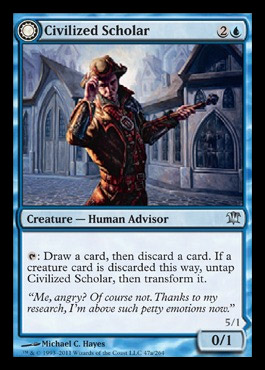 Civilized Scholar 2
Creature — Human Advisor
: Draw a card, then discard a card. If a
creature card is discarded this way, untap
Civilized Scholar, then transform it.
“Me, angry? Of course not. Thanks to my
research, I’m above such petty emotions now.”
5/1
Michael C. Hayes
™ & © 1993–2011 Wizards of the Coast LLC 47a/264
0/1